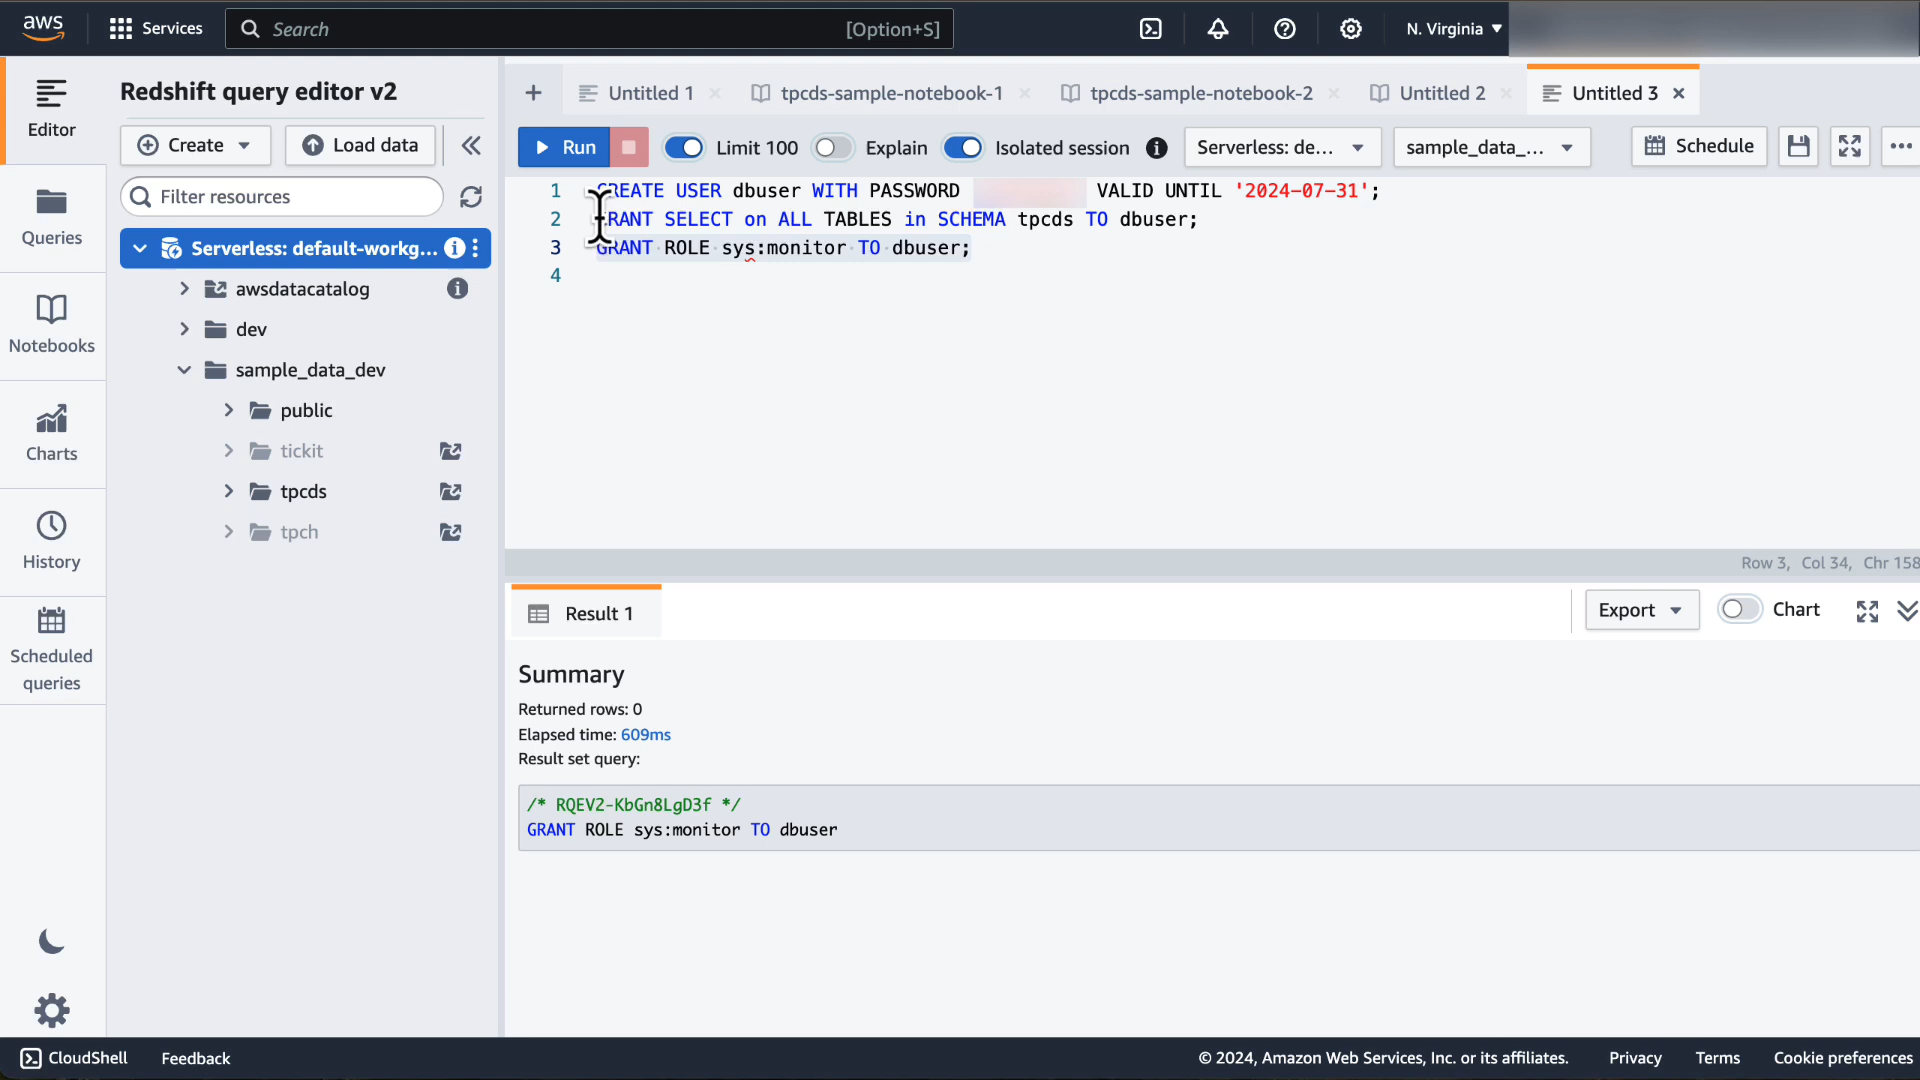 aws
Services
Search [Option+S]
N. Virginia
Editor
Queries
Notebooks
Charts
History
Scheduled
queries
Redshift query editor v2
Create
Load data
Filter resources
Serverless: default-workg...
awsdatacatalog
dev
sample_data_dev
public
tickit
tpcds
tpch
Untitled 1
tpcds-sample-notebook-1
tpcds-sample-notebook-2
Untitled 2
Untitled 3
Run
Limit 100
Explain
Isolated session
Serverless: de...
sample_data_...
Schedule
1 CREATE USER dbuser WITH PASSWORD VALID UNTIL '2024-07-31';
2 GRANT SELECT on ALL TABLES in SCHEMA tpcds TO dbuser;
3 GRANT ROLE sys:monitor TO dbuser;
4
Row 3, Col 34, Chr 158
Result 1
Export
Chart
Summary
Returned rows: 0
Elapsed time: 609ms
Result set query:
/* RQEV2-KbGn8LgD3f */
GRANT ROLE sys:monitor TO dbuser
CloudShell
Feedback
© 2024, Amazon Web Services, Inc. or its affiliates.
Privacy
Terms
Cookie preferences